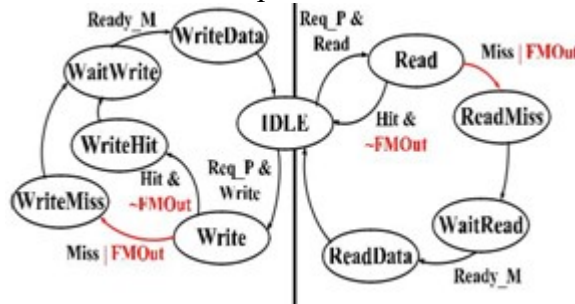 Ready_M
WriteData
WaitWrite
WriteHit
WriteMiss
Hit &
~FMOut
Miss | FMOut
Write
Req_P &
Write
IDLE
Req_P &
Read
Read
Miss | FMOut
Hit &
~FMOut
ReadMiss
WaitRead
Ready_M
ReadData